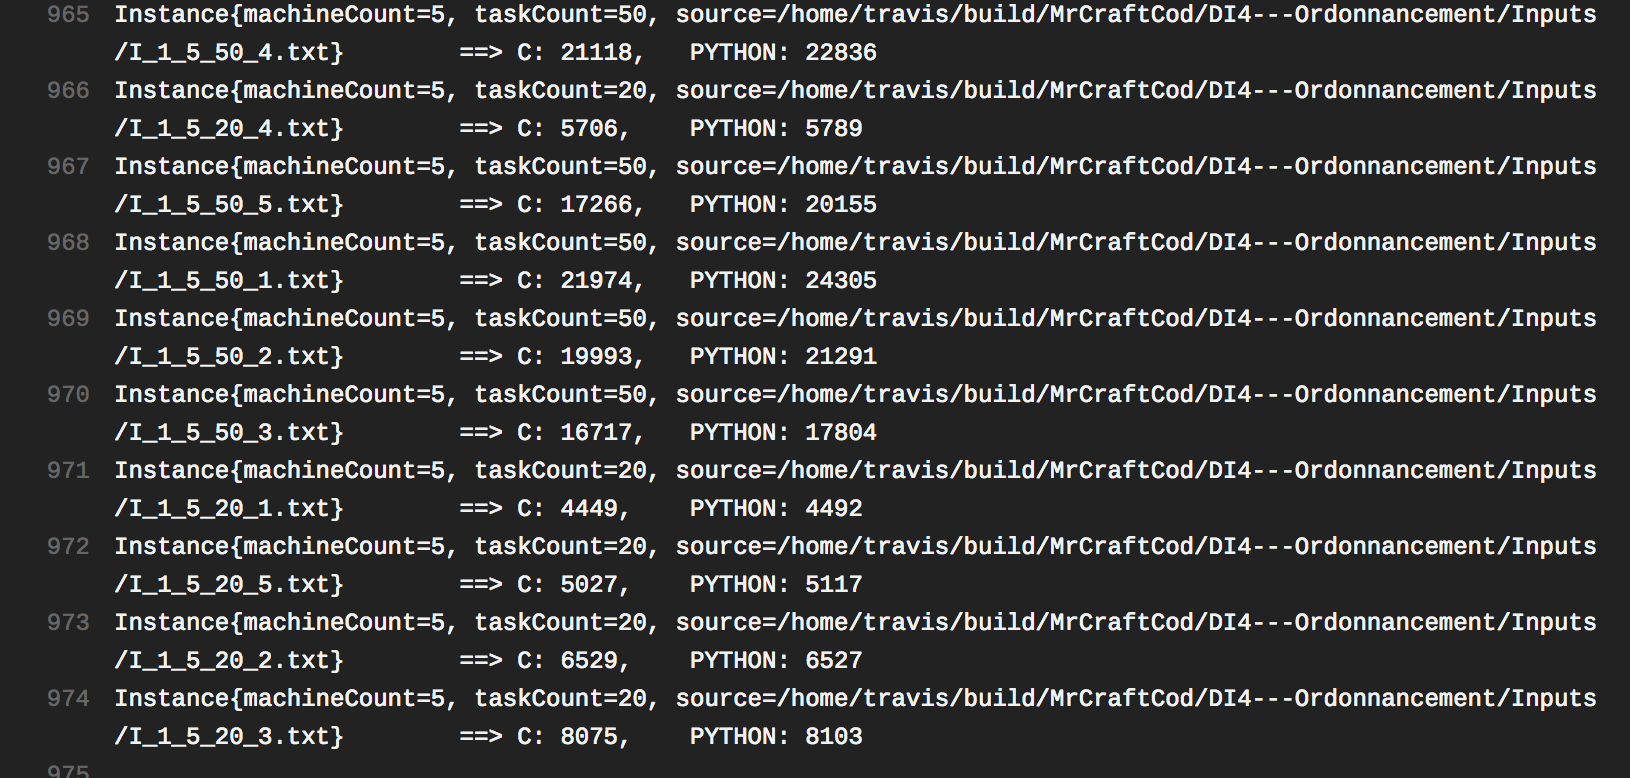 965 Instance{machineCount=5, taskCount=50, source=/home/travis/build/MrCraftCod/DI4---Ordonnancement/Inputs
/I_1_5_50_4.txt} ==> C: 21118, PYTHON: 22836
966 Instance{machineCount=5, taskCount=20, source=/home/travis/build/MrCraftCod/DI4---Ordonnancement/Inputs
/I_1_5_20_4.txt} ==> C: 5706, PYTHON: 5789
967 Instance{machineCount=5, taskCount=50, source=/home/travis/build/MrCraftCod/DI4---Ordonnancement/Inputs
/I_1_5_50_5.txt} ==> C: 17266, PYTHON: 20155
968 Instance{machineCount=5, taskCount=50, source=/home/travis/build/MrCraftCod/DI4---Ordonnancement/Inputs
/I_1_5_50_1.txt} ==> C: 21974, PYTHON: 24305
969 Instance{machineCount=5, taskCount=50, source=/home/travis/build/MrCraftCod/DI4---Ordonnancement/Inputs
/I_1_5_50_2.txt} ==> C: 19993, PYTHON: 21291
970 Instance{machineCount=5, taskCount=50, source=/home/travis/build/MrCraftCod/DI4---Ordonnancement/Inputs
/I_1_5_50_3.txt} ==> C: 16717, PYTHON: 17804
971 Instance{machineCount=5, taskCount=20, source=/home/travis/build/MrCraftCod/DI4---Ordonnancement/Inputs
/I_1_5_20_1.txt} ==> C: 4449, PYTHON: 4492
972 Instance{machineCount=5, taskCount=20, source=/home/travis/build/MrCraftCod/DI4---Ordonnancement/Inputs
/I_1_5_20_5.txt} ==> C: 5027, PYTHON: 5117
973 Instance{machineCount=5, taskCount=20, source=/home/travis/build/MrCraftCod/DI4---Ordonnancement/Inputs
/I_1_5_20_2.txt} ==> C: 6529, PYTHON: 6527
974 Instance{machineCount=5, taskCount=20, source=/home/travis/build/MrCraftCod/DI4---Ordonnancement/Inputs
/I_1_5_20_3.txt} ==> C: 8075, PYTHON: 8103
975